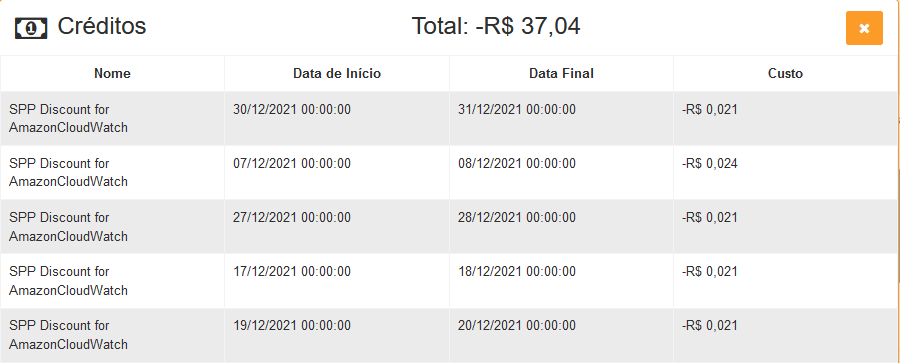 Créditos
Total: -R$ 37,04
Nome Data de Início Data Final Custo
SPP Discount for
AmazonCloudWatch
30/12/2021 00:00:00 31/12/2021 00:00:00 -R$ 0,021
SPP Discount for
AmazonCloudWatch
07/12/2021 00:00:00 08/12/2021 00:00:00 -R$ 0,024
SPP Discount for
AmazonCloudWatch
27/12/2021 00:00:00 28/12/2021 00:00:00 -R$ 0,021
SPP Discount for
AmazonCloudWatch
17/12/2021 00:00:00 18/12/2021 00:00:00 -R$ 0,021
SPP Discount for
AmazonCloudWatch
19/12/2021 00:00:00 20/12/2021 00:00:00 -R$ 0,021